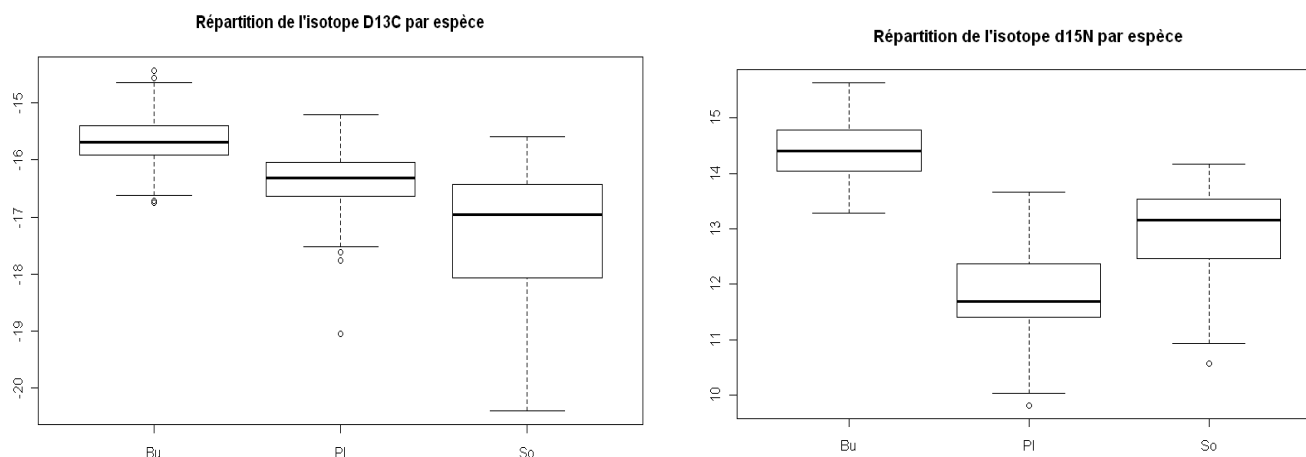 Répartition de l'isotope D13C par espèce
-15
-16
-17
-18
-19
-20
Bu
Pl
So
Répartition de l'isotope d15N par espèce
15
14
13
12
11
10
Bu
Pl
So